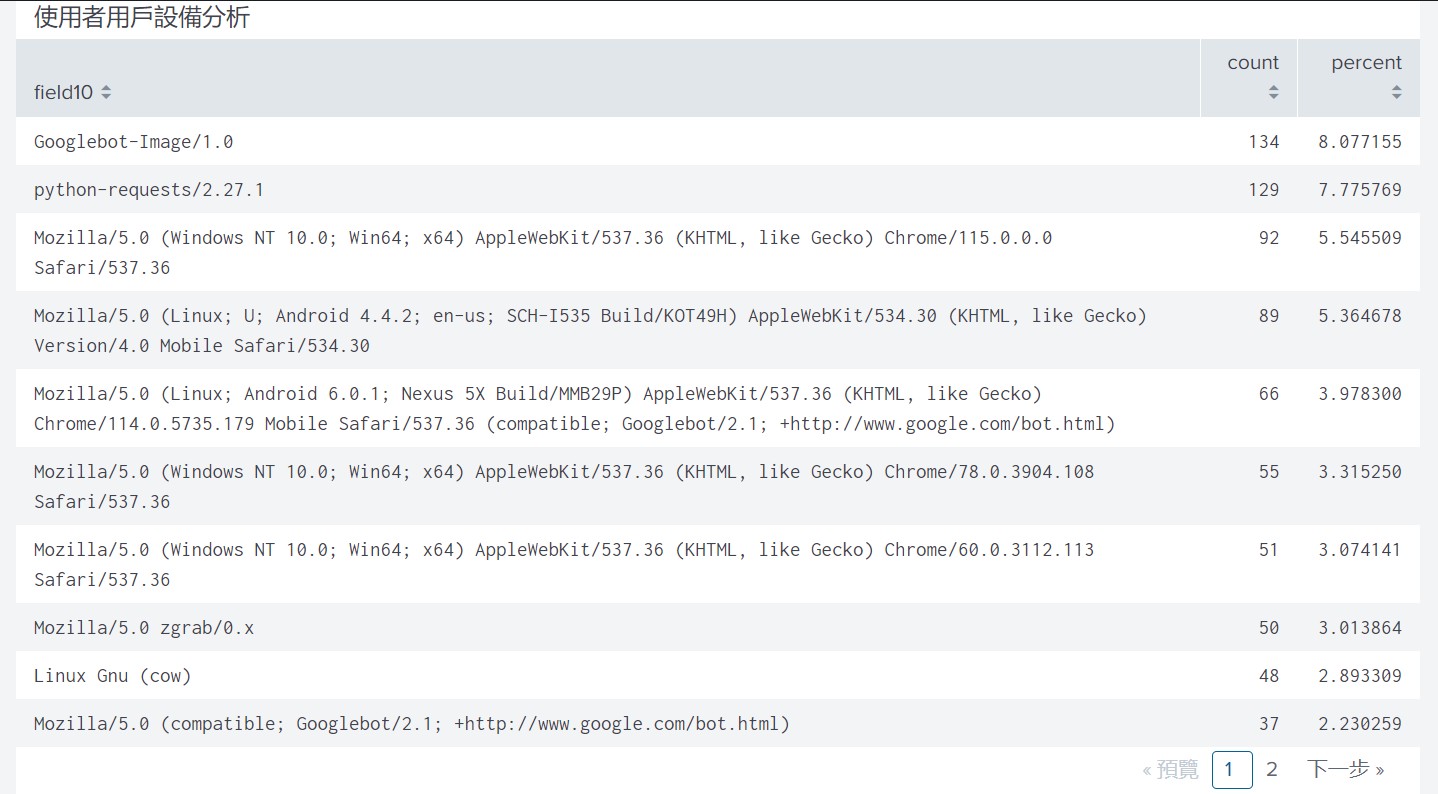 使用者用戶設備分析
field10 count percent
Googlebot-Image/1.0 134 8.077155
python-requests/2.27.1 129 7.775769
Mozilla/5.0 (Windows NT 10.0; Win64; x64) AppleWebKit/537.36 (KHTML, like Gecko) Chrome/115.0.0.0 92 5.545509
Safari/537.36
Mozilla/5.0 (Linux; U; Android 4.4.2; en-us; SCH-I535 Build/KOT49H) AppleWebKit/534.30 (KHTML, like Gecko) 89 5.364678
Version/4.0 Mobile Safari/534.30
Mozilla/5.0 (Linux; Android 6.0.1; Nexus 5X Build/MMB29P) AppleWebKit/537.36 (KHTML, like Gecko) 66 3.978300
Chrome/114.0.5735.179 Mobile Safari/537.36 (compatible; Googlebot/2.1; +http://www.google.com/bot.html)
Mozilla/5.0 (Windows NT 10.0; Win64; x64) AppleWebKit/537.36 (KHTML, like Gecko) Chrome/78.0.3904.108 55 3.315250
Safari/537.36
Mozilla/5.0 (Windows NT 10.0; Win64; x64) AppleWebKit/537.36 (KHTML, like Gecko) Chrome/60.0.3112.113 51 3.074141
Safari/537.36
Mozilla/5.0 zgrab/0.x 50 3.013864
Linux Gnu (cow) 48 2.893309
Mozilla/5.0 (compatible; Googlebot/2.1; +http://www.google.com/bot.html) 37 2.230259
« 預覽 1 2 下一步 »